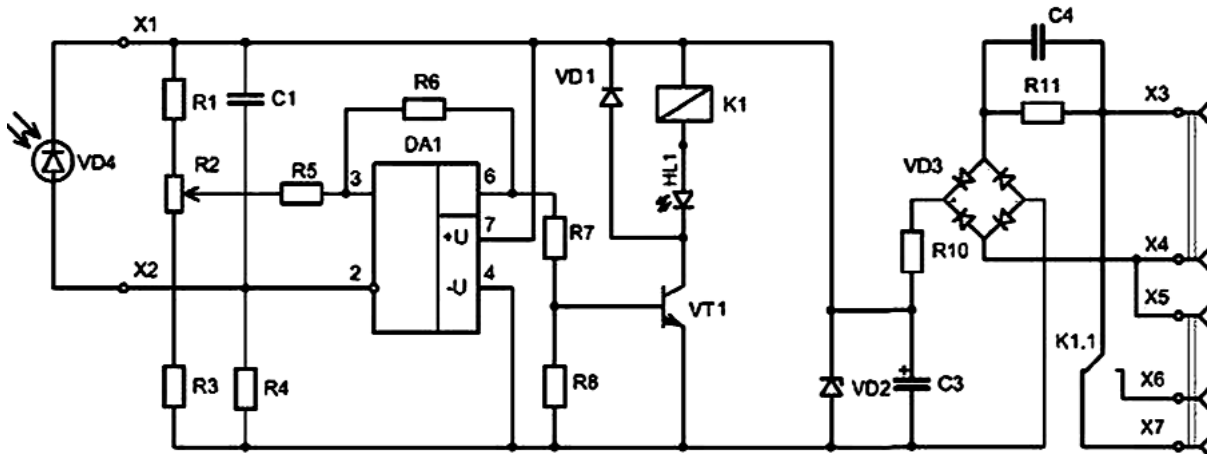 X1
C4
R6
VD1
R11
X3
R1
C1
K1
DA1
VD4
R2
R5
3
6
HL1
VD3
7
+U
R7
R10
X4
X2
2
4
-U
VT1
X5
K1.1
R3
R4
R8
VD2
+
C3
X6
X7